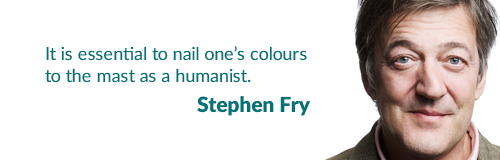 It is essential to nail one’s colours
to the mast as a humanist.
Stephen Fry